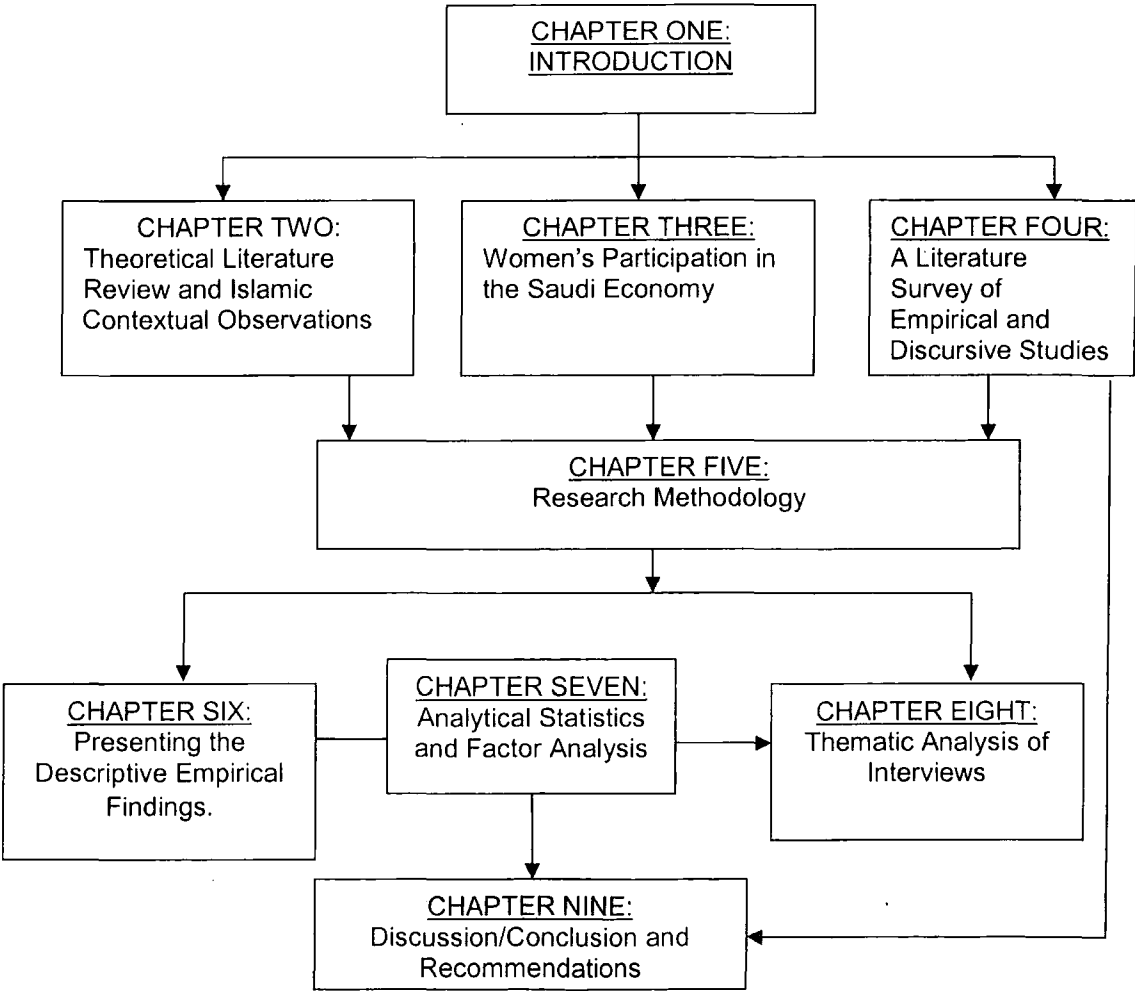 CHAPTER ONE:
INTRODUCTION
CHAPTER TWO:
Theoretical Literature
Review and Islamic
Contextual Observations
CHAPTER THREE:
Women's Participation in
the Saudi Economy
CHAPTER FOUR:
A Literature
Survey of
Empirical and
Discursive Studies
CHAPTER FIVE:
Research Methodology
CHAPTER SIX:
Presenting the
Descriptive Empirical
Findings.
CHAPTER SEVEN:
Analytical Statistics
and Factor Analysis
CHAPTER EIGHT:
Thematic Analysis of
Interviews
CHAPTER NINE:
Discussion/Conclusion and
Recommendations